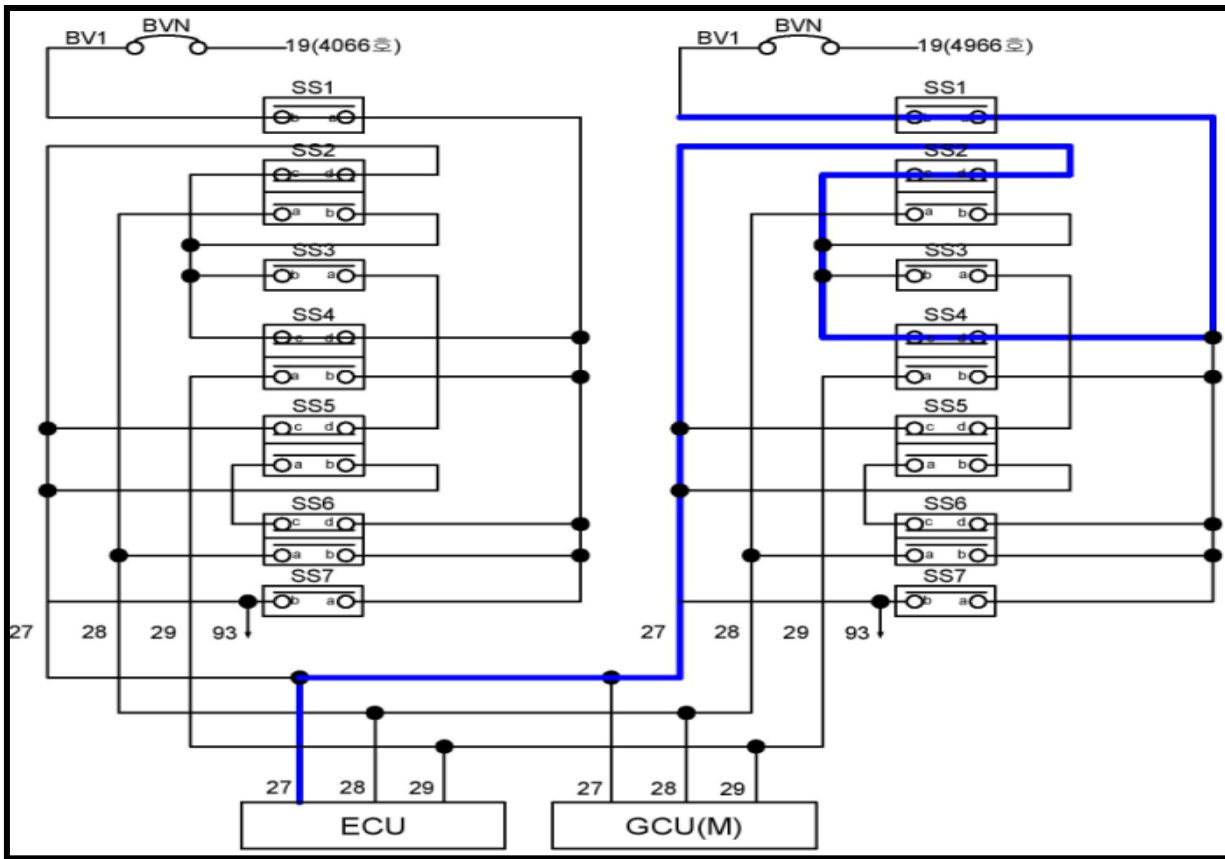 BV1 BVN 19(4066호) BV1 BVN 19(4966호)
SS1 SS1
b a
SS2 SS2
c d c d
a b a b
SS3 SS3
b a b a
SS4 SS4
c d c d
a b a b
SS5 SS5
c d c d
a b a b
SS6 SS6
c d c d
a b a b
SS7 SS7
b a b a
27 28 29 93 27 28 29 93
27 28 29 27 28 29
ECU GCU(M)